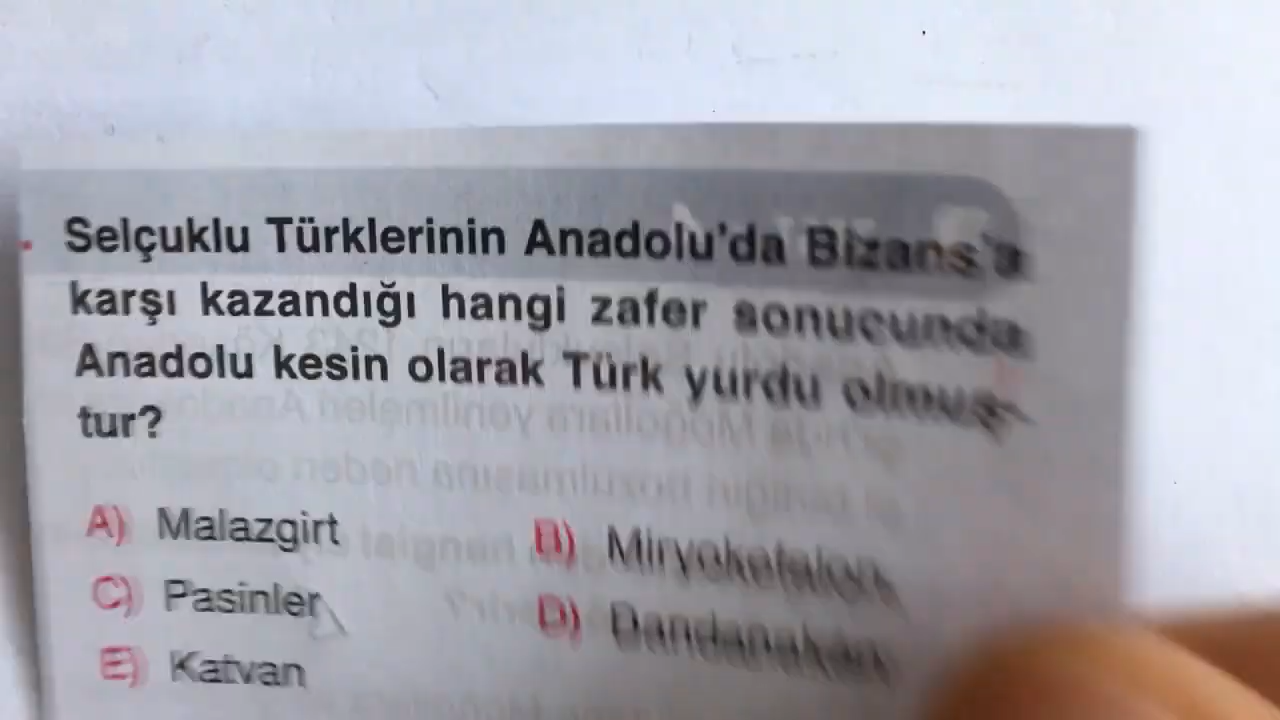 Selçuklu Türklerinin Anadolu'da Bizans'a
karşı kazandığı hangi zafer sonucunda
Anadolu kesin olarak Türk yurdu olmuş-
tur?
A) Malazgirt
B) Miryokefalon
C) Pasinler
D) Dandanakan
E) Katvan